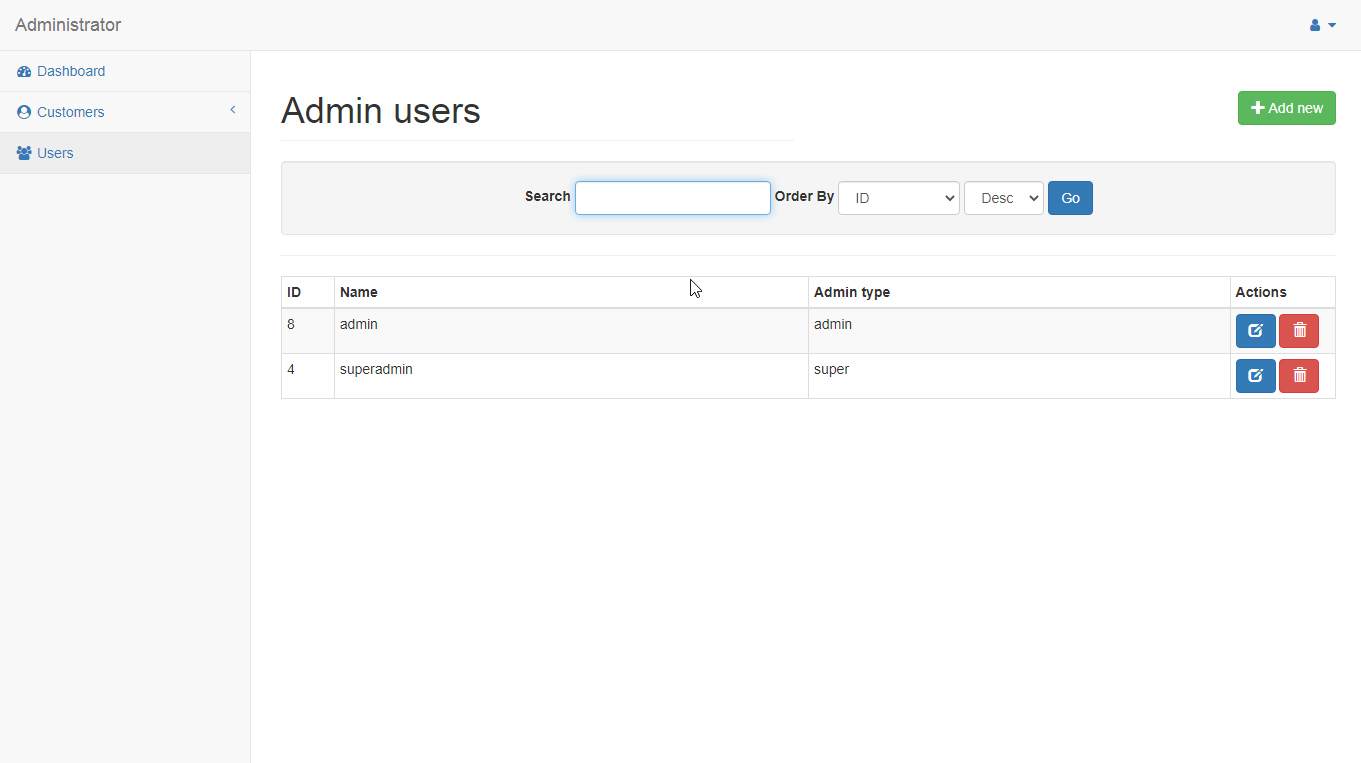 Administrator
Dashboard
Customers
Users
Admin users
Add new
Search Order By ID Desc Go
ID Name Admin type Actions
8 admin admin
4 superadmin super